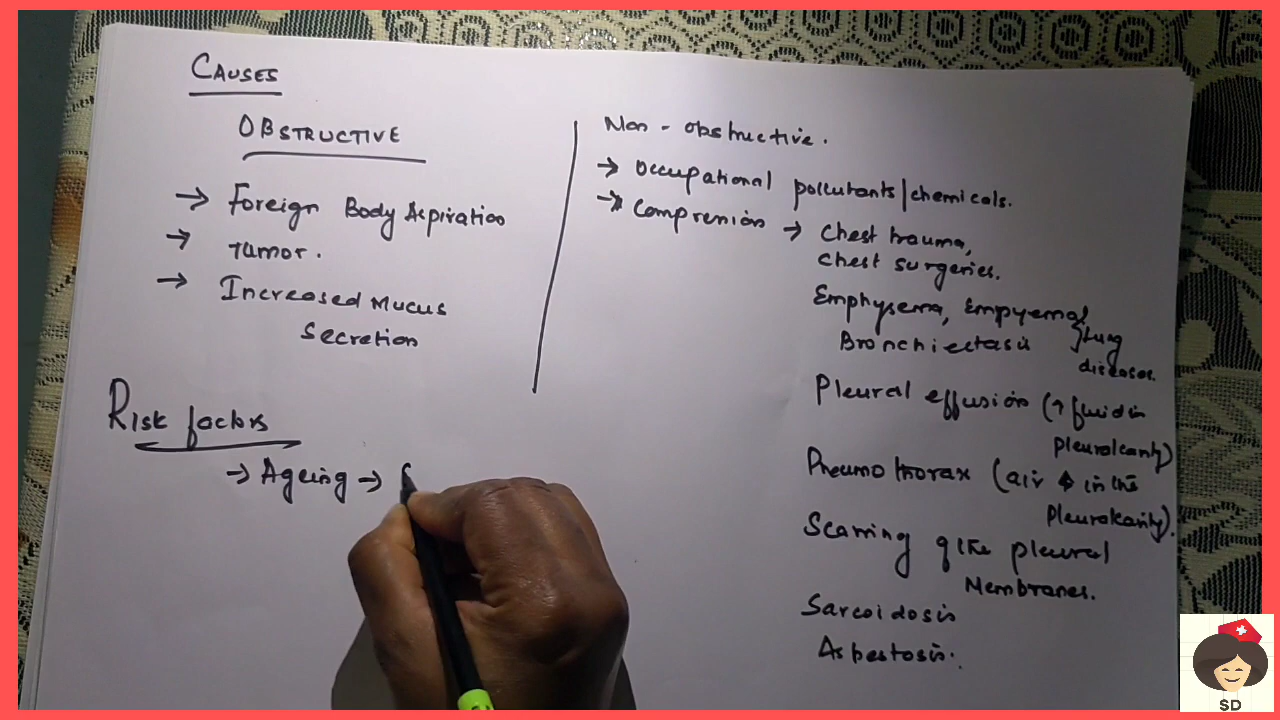 CAUSES
OBSTRUCTIVE
→ Foreign Body Aspiration
→ Tumor.
→ Increased Mucus
Secretion
Non - obstructive.
→ Occupational pollutants/chemicals.
→ Compression → Chest trauma,
Chest surgeries.
Emphysema, Empyema
Bronchiectasis } lung
diseases.
Pleural effusion (↑ fluid in
pleural cavity)
Pneumothorax (air in the
pleural cavity).
Scarring of the pleural
Membranes.
Sarcoidosis
Aspestosis.
Risk factors
→ Ageing →
SD